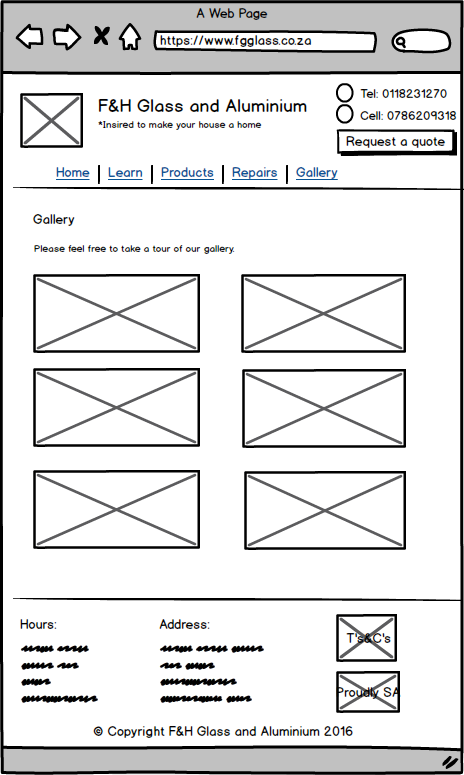 A Web Page
https://www.fgglass.co.za
F&H Glass and Aluminium
*Insired to make your house a home
Tel: 0118231270
Cell: 0786209318
Request a quote
Home
Learn
Products
Repairs
Gallery
Gallery
Please feel free to take a tour of our gallery.
Hours:
Address:
T's&C's
Proudly SA
© Copyright F&H Glass and Aluminium 2016